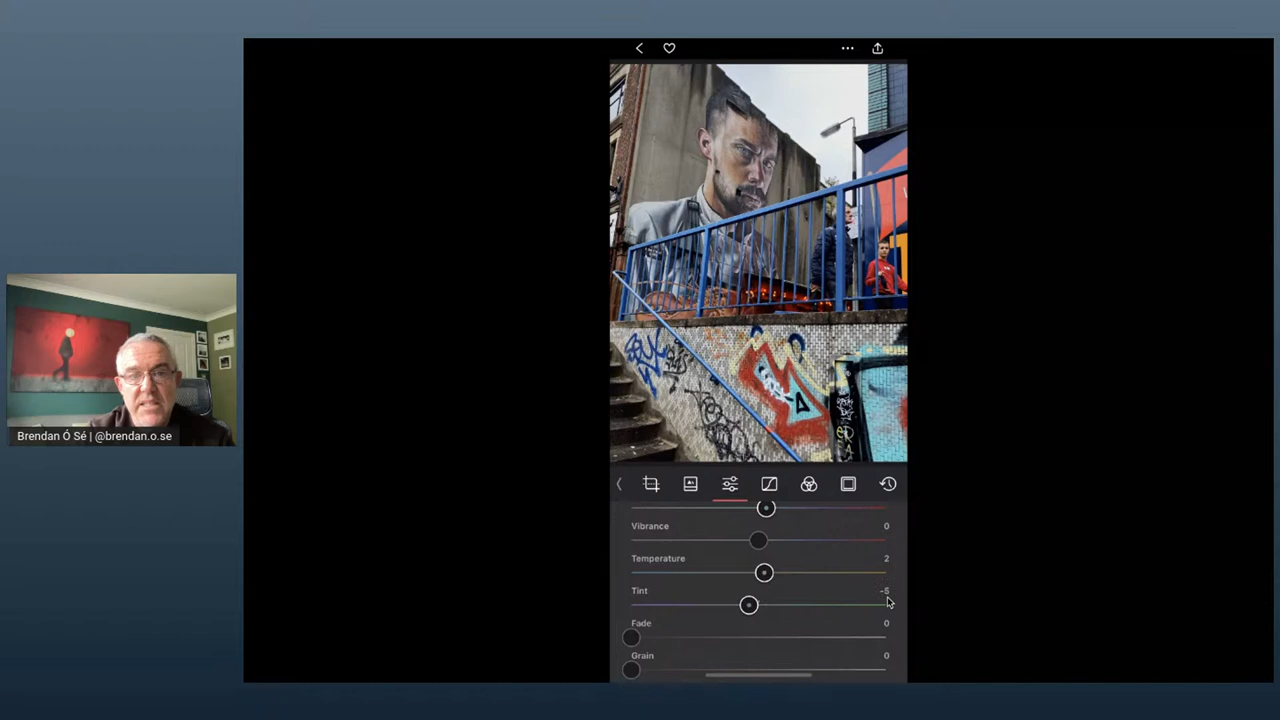 Brendan Ó Sé | @brendan.o.se
Vibrance 0
Temperature 2
Tint -5
Fade 0
Grain 0